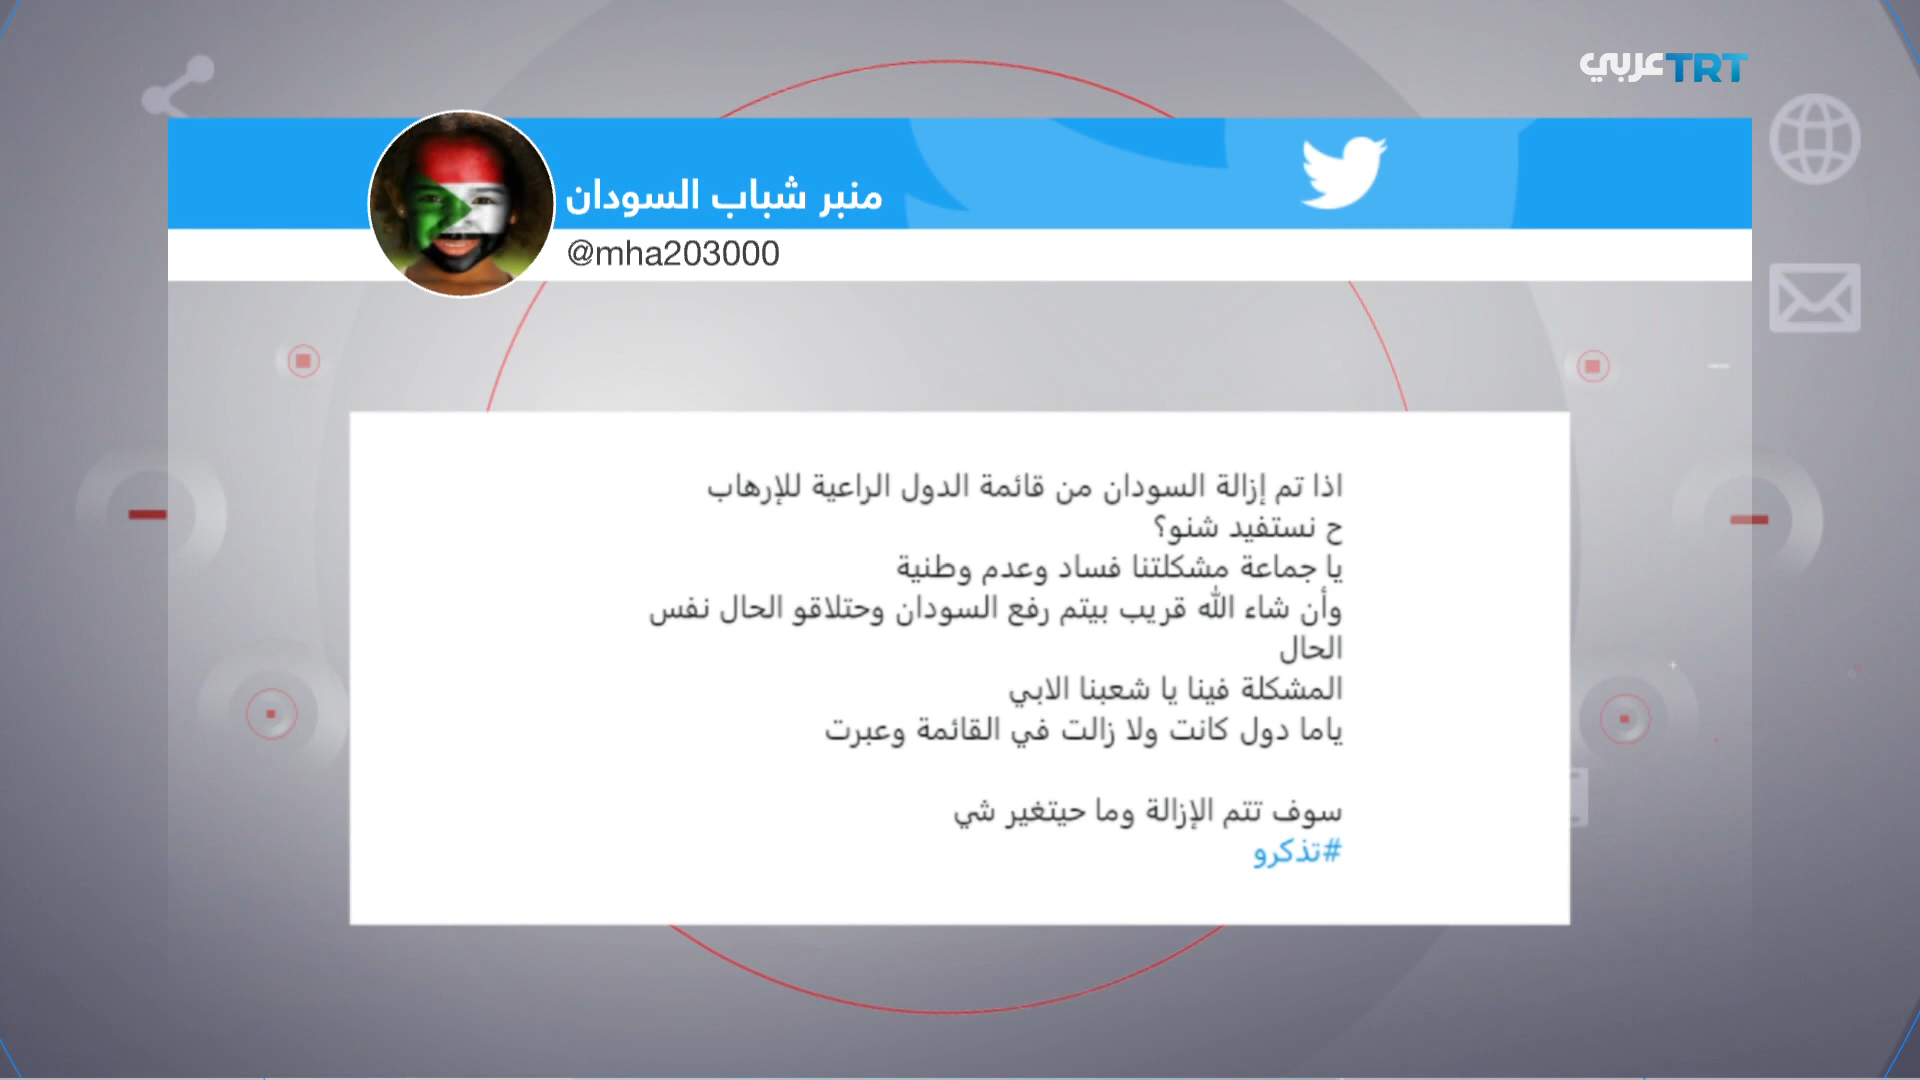 TRT عربي
منبر شباب السودان
@mha203000
اذا تم إزالة السودان من قائمة الدول الراعية للإرهاب
ح نستفيد شنو؟
يا جماعة مشكلتنا فساد وعدم وطنية
وأن شاء الله قريب بيتم رفع السودان وحتلاقو الحال نفس
الحال
المشكلة فينا يا شعبنا الابي
ياما دول كانت ولا زالت في القائمة وعبرت
سوف تتم الإزالة وما حيتغير شي
#تذكرو